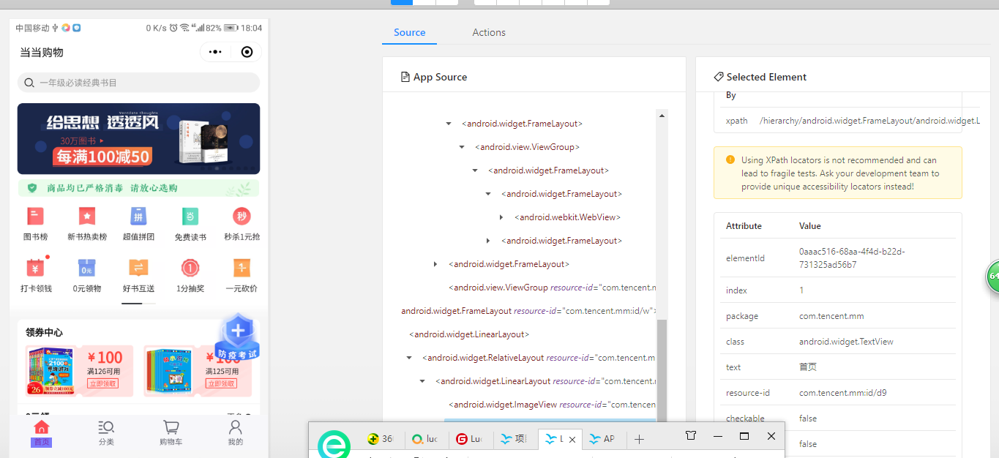 中国移动
0 K/s
82%
18:04
当当购物
一年级必读经典书目
Ventilate thoughts
给思想 透透风
30万图书
每满100减50
商品均已严格消毒 请放心选购
图书榜
新书热卖榜
拼
超值拼团
免费读书
秒
秒杀1元抢
¥
打卡领钱
0元
0元领物
好书互送
1
1分抽奖
一元砍价
领券中心
26
¥100
满126可用
立即领取
满125可用
立即领取
防疫考试
首页
分类
购物车
我的
Source
Actions
App Source
<android.widget.FrameLayout>
<android.view.ViewGroup>
<android.widget.FrameLayout>
<android.widget.FrameLayout>
<android.webkit.WebView>
<android.widget.FrameLayout>
<android.widget.FrameLayout>
<android.view.ViewGroup resource-id="com.tencent.m
android.widget.FrameLayout resource-id="com.tencent.mm:id/w">
<android.widget.LinearLayout>
<android.widget.RelativeLayout resource-id="com.tencent.m
<android.widget.LinearLayout resource-id="com.tencent.
<android.widget.ImageView resource-id="com.tencen
Selected Element
By
xpath /hierarchy/android.widget.FrameLayout/android.widget.L
Using XPath locators is not recommended and can
lead to fragile tests. Ask your development team to
provide unique accessibility locators instead!
Attribute Value
elementId 0aaac516-68aa-4f4d-b22d-
731325ad56b7
index 1
package com.tencent.mm
class android.widget.TextView
text 首页
resource-id com.tencent.mm:id/d9
checkable false
false
64
36
luc
Lu
项
L
AP